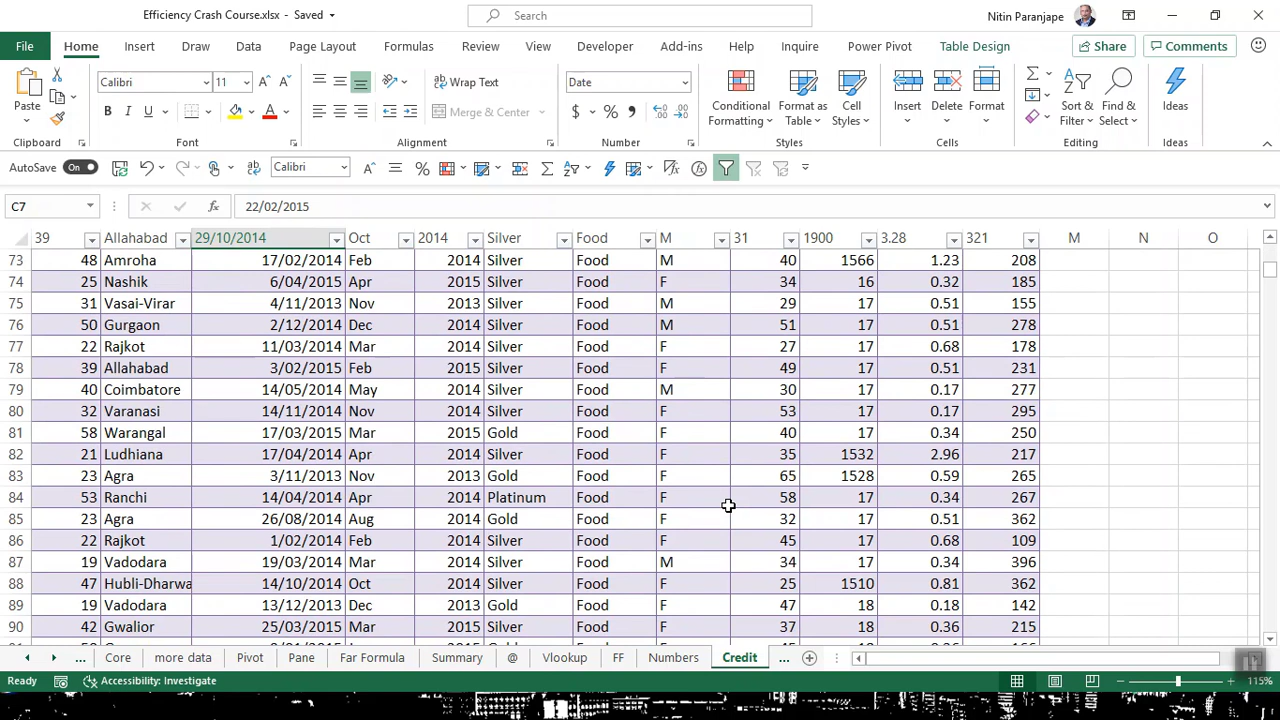 Efficiency Crash Course.xlsx - Saved
Search
Nitin Paranjape
File Home Insert Draw Data Page Layout Formulas Review View Developer Add-ins Help Inquire Power Pivot Table Design Share Comments
Paste Calibri 11 Wrap Text Date Conditional Formatting Format as Table Cell Styles Insert Delete Format Sort & Filter Find & Select Ideas
B I U Merge & Center $ % ,
Clipboard Font Alignment Number Styles Cells Editing Ideas
AutoSave On Calibri
C7 fx 22/02/2015
39 Allahabad 29/10/2014 Oct 2014 Silver Food M 31 1900 3.28 321 M N O
73 48 Amroha 17/02/2014 Feb 2014 Silver Food M 40 1566 1.23 208
74 25 Nashik 6/04/2015 Apr 2015 Silver Food F 34 16 0.32 185
75 31 Vasai-Virar 4/11/2013 Nov 2013 Silver Food M 29 17 0.51 155
76 50 Gurgaon 2/12/2014 Dec 2014 Silver Food M 51 17 0.51 278
77 22 Rajkot 11/03/2014 Mar 2014 Silver Food F 27 17 0.68 178
78 39 Allahabad 3/02/2015 Feb 2015 Silver Food F 49 17 0.51 231
79 40 Coimbatore 14/05/2014 May 2014 Silver Food M 30 17 0.17 277
80 32 Varanasi 14/11/2014 Nov 2014 Silver Food F 53 17 0.17 295
81 58 Warangal 17/03/2015 Mar 2015 Gold Food F 40 17 0.34 250
82 21 Ludhiana 17/04/2014 Apr 2014 Silver Food F 35 1532 2.96 217
83 23 Agra 3/11/2013 Nov 2013 Gold Food F 65 1528 0.59 265
84 53 Ranchi 14/04/2014 Apr 2014 Platinum Food F 58 17 0.34 267
85 23 Agra 26/08/2014 Aug 2014 Gold Food F 32 17 0.51 362
86 22 Rajkot 1/02/2014 Feb 2014 Silver Food F 45 17 0.68 109
87 19 Vadodara 19/03/2014 Mar 2014 Silver Food M 34 17 0.34 396
88 47 Hubli-Dharwa 14/10/2014 Oct 2014 Silver Food F 25 1510 0.81 362
89 19 Vadodara 13/12/2013 Dec 2013 Gold Food F 47 18 0.18 142
90 42 Gwalior 25/03/2015 Mar 2015 Silver Food F 37 18 0.36 215
... Core more data Pivot Pane Far Formula Summary @ Vlookup FF Numbers Credit ...
Ready Accessibility: Investigate 115%